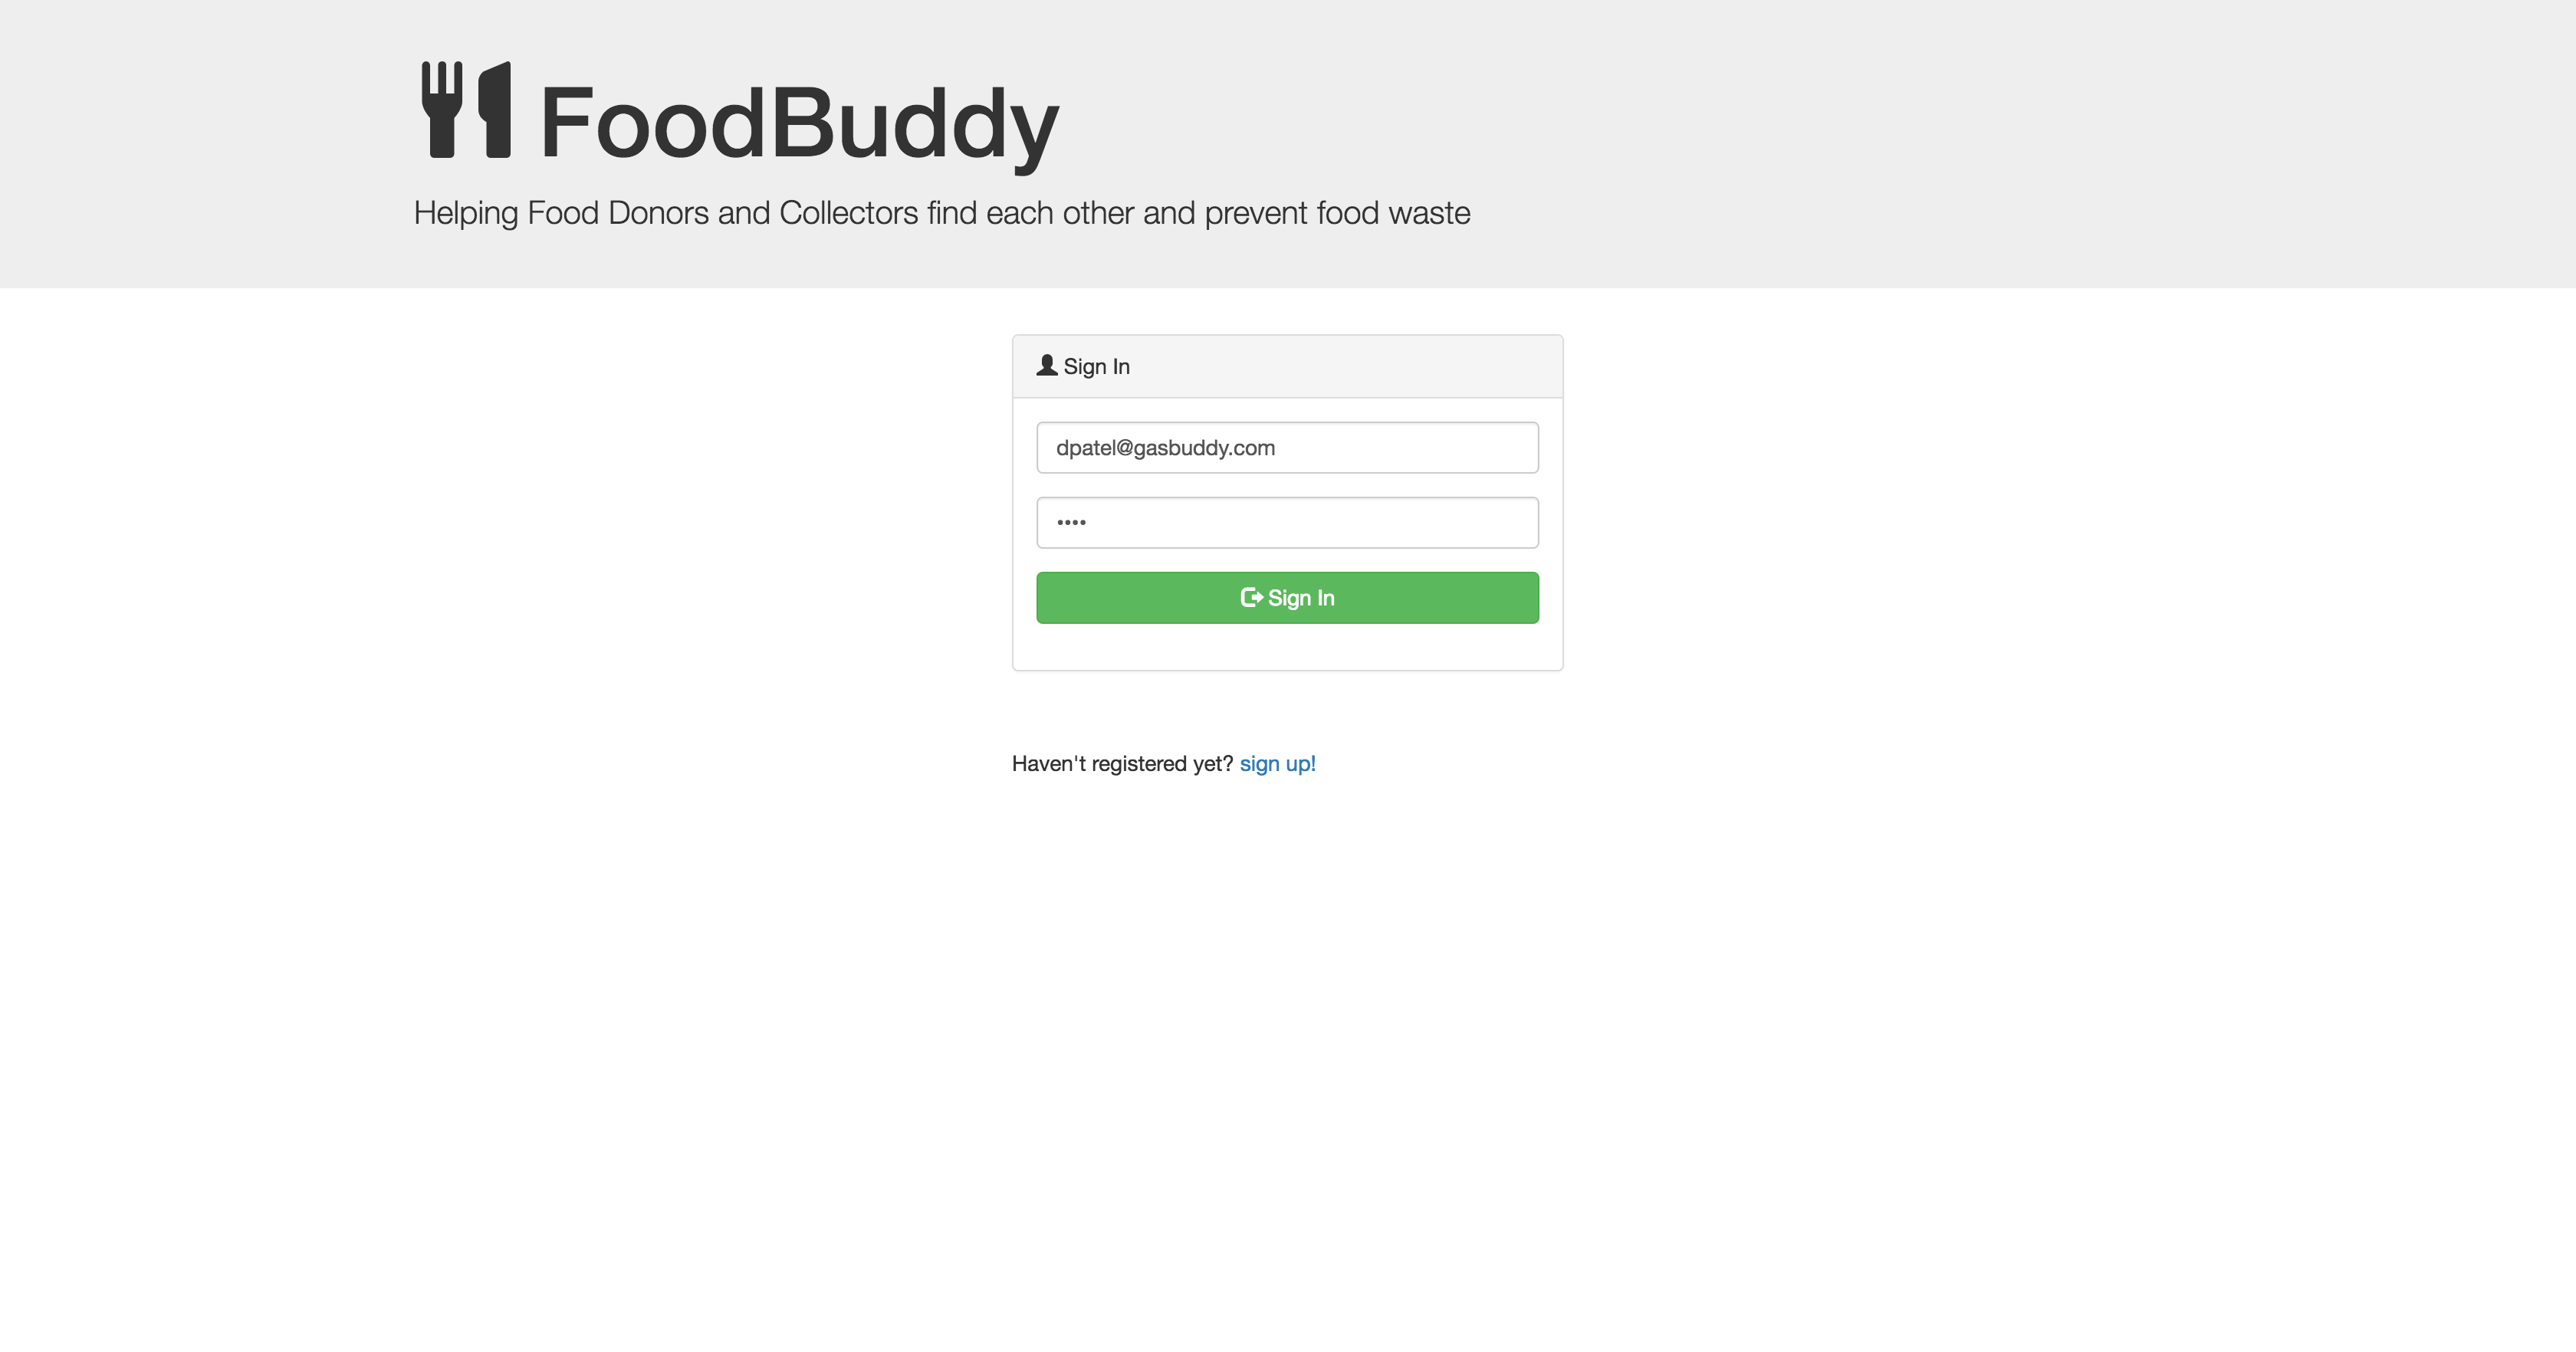 FoodBuddy
Helping Food Donors and Collectors find each other and prevent food waste
Sign In
dpatel@gasbuddy.com
••••
Sign In
Haven't registered yet? sign up!